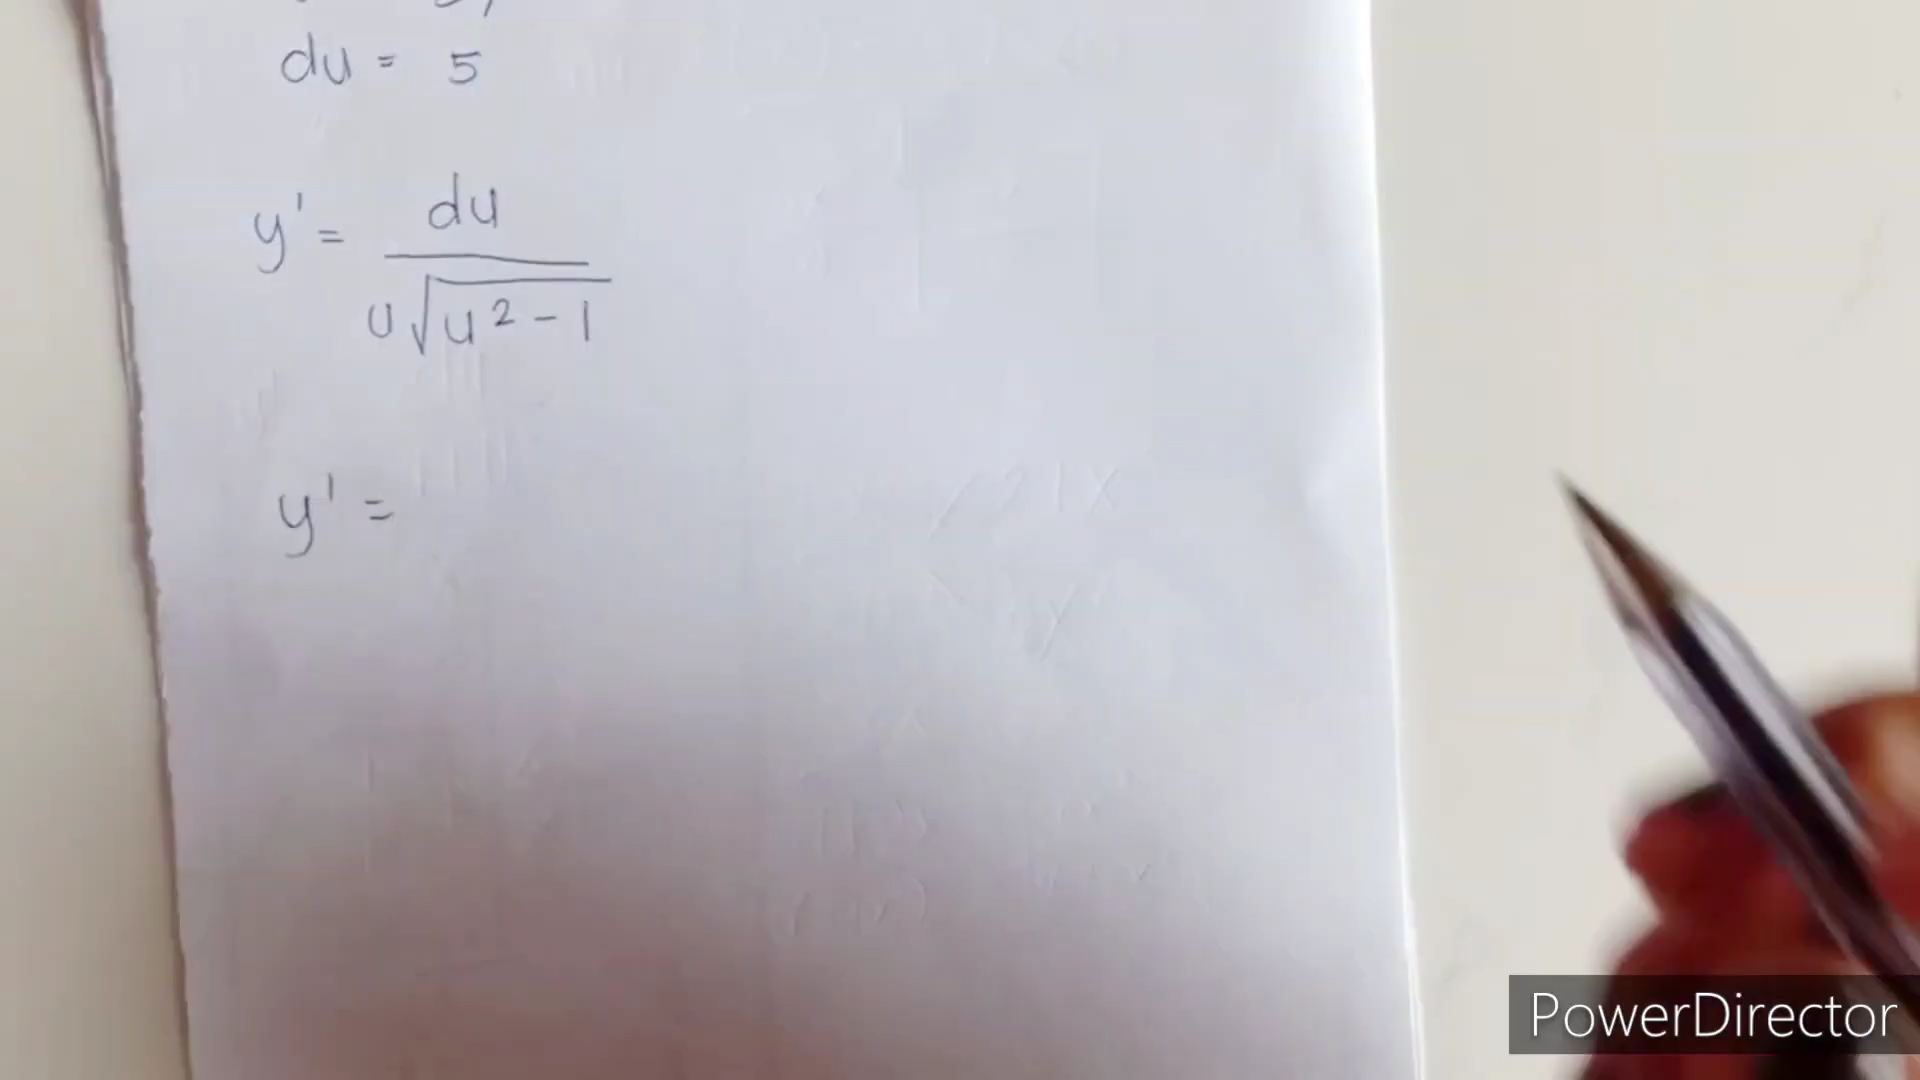 du = 5
y' = du
u√u² - 1
y' =
PowerDirector